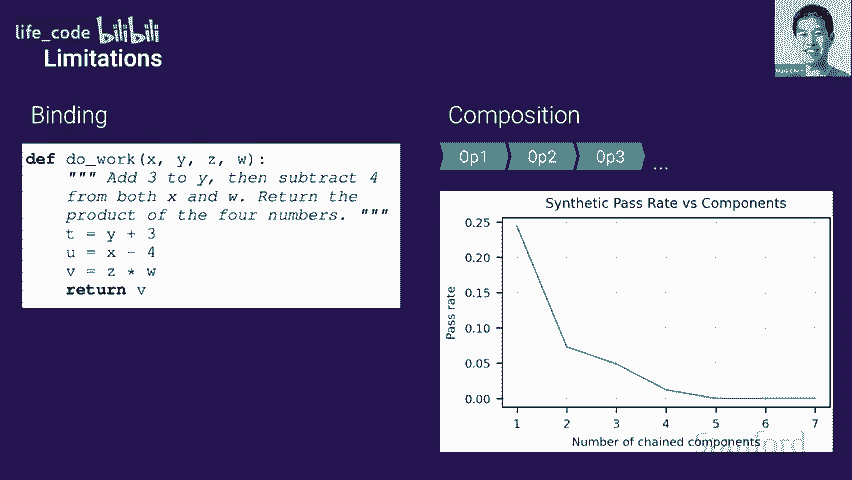 life_code bilibili
Limitations
Mark Chen
Binding
def do_work(x, y, z, w):
""" Add 3 to y, then subtract 4
from both x and w. Return the
product of the four numbers. """
t = y + 3
u = x - 4
v = z * w
return v
Composition
Op1 Op2 Op3 ...
Synthetic Pass Rate vs Components
Pass rate
0.25
0.20
0.15
0.10
0.05
0.00
1 2 3 4 5 6 7
Number of chained components
Stanford